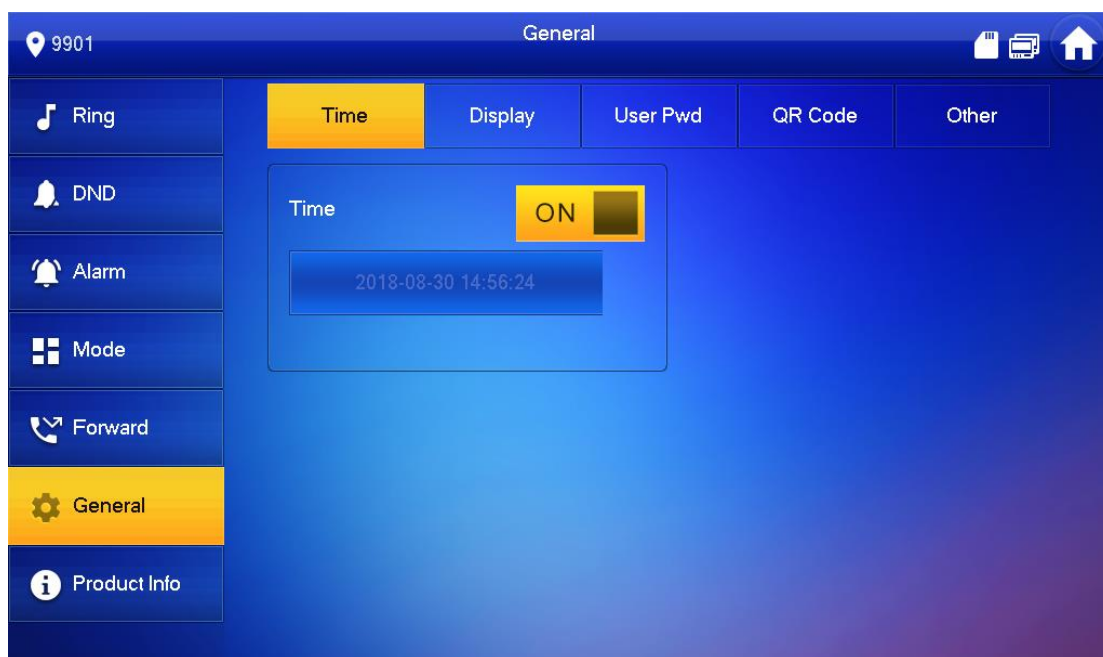 9901
General
Ring
DND
Alarm
Mode
Forward
General
Product Info
Time
Display
User Pwd
QR Code
Other
Time
ON
2018-08-30 14:56:24